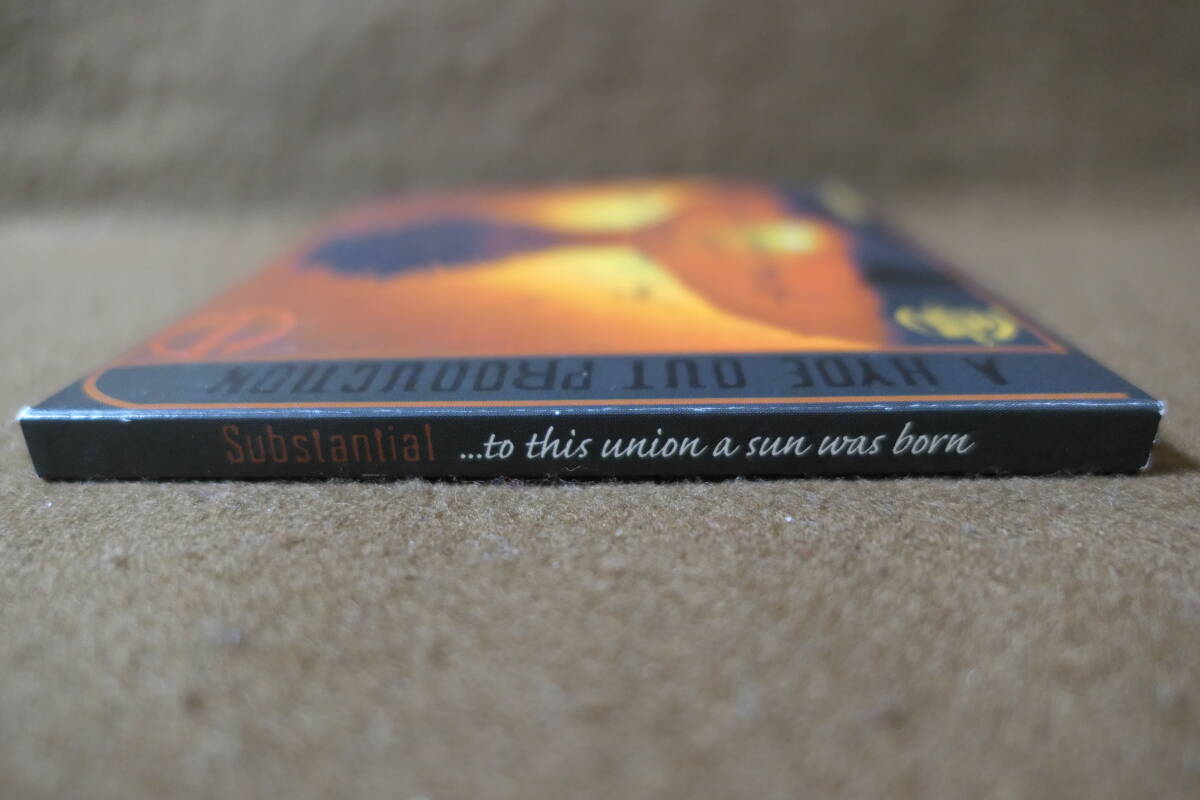 A HYDE OUT PRODUCTION
Substantial ...to this union a sun was born